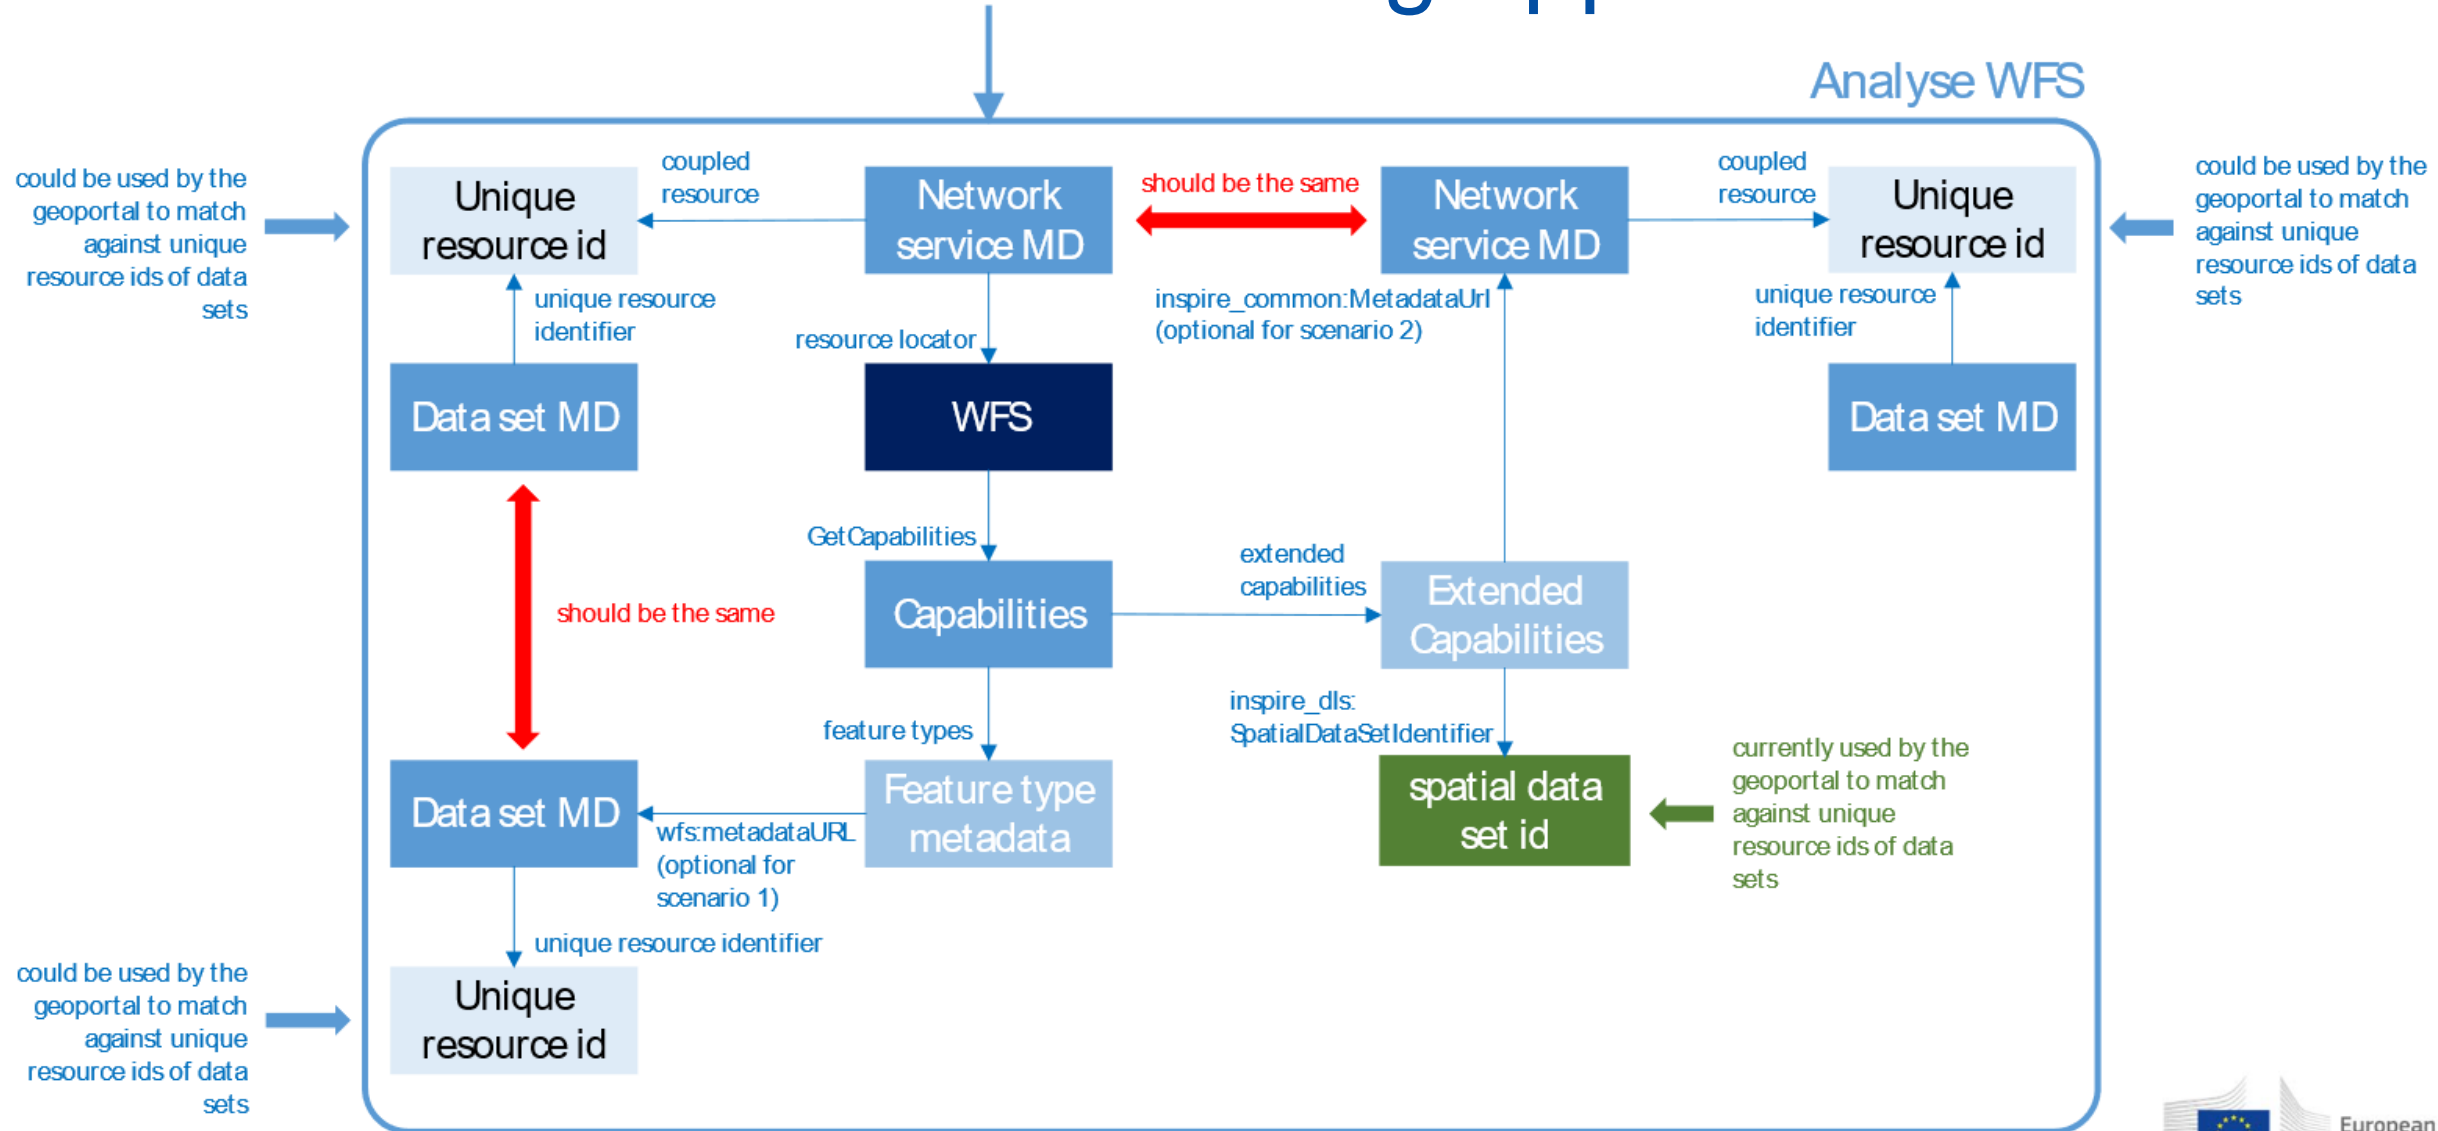 Analyse WFS
could be used by the
geoportal to match
against unique
resource ids of data
sets
Unique
resource id
coupled
resource
Network
service MD
should be the same
Network
service MD
coupled
resource
Unique
resource id
could be used by the
geoportal to match
against unique
resource ids of data
sets
unique resource
identifier
resource locator
inspire_common:MetadataUrl
(optional for scenario 2)
unique resource
identifier
Data set MD
WFS
Data set MD
GetCapabilities
extended
capabilities
should be the same
Capabilities
Extended
Capabilities
feature types
inspire_dls:
SpatialDataSetIdentifier
Data set MD
wfs:metadataURL
(optional for
scenario 1)
Feature type
metadata
spatial data
set id
currently used by the
geoportal to match
against unique
resource ids of data
sets
unique resource identifier
could be used by the
geoportal to match
against unique
resource ids of data
sets
Unique
resource id
European